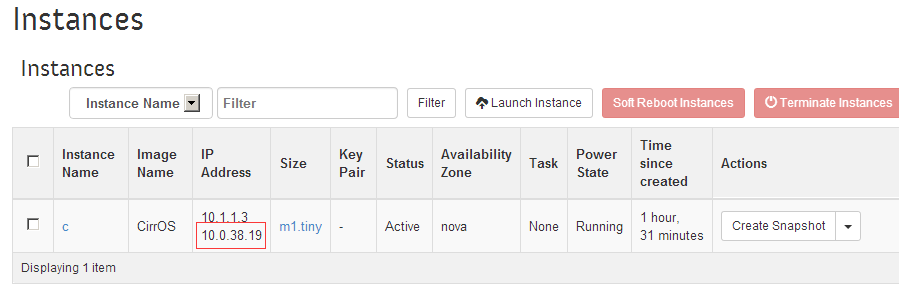 Instances
Instances
Instance Name Filter Filter Launch Instance Soft Reboot Instances Terminate Instances
Instance Name Image Name IP Address Size Key Pair Status Availability Zone Task Power State Time since created Actions
c CirrOS 10.1.1.3 10.0.38.19 m1.tiny - Active nova None Running 1 hour, 31 minutes Create Snapshot
Displaying 1 item